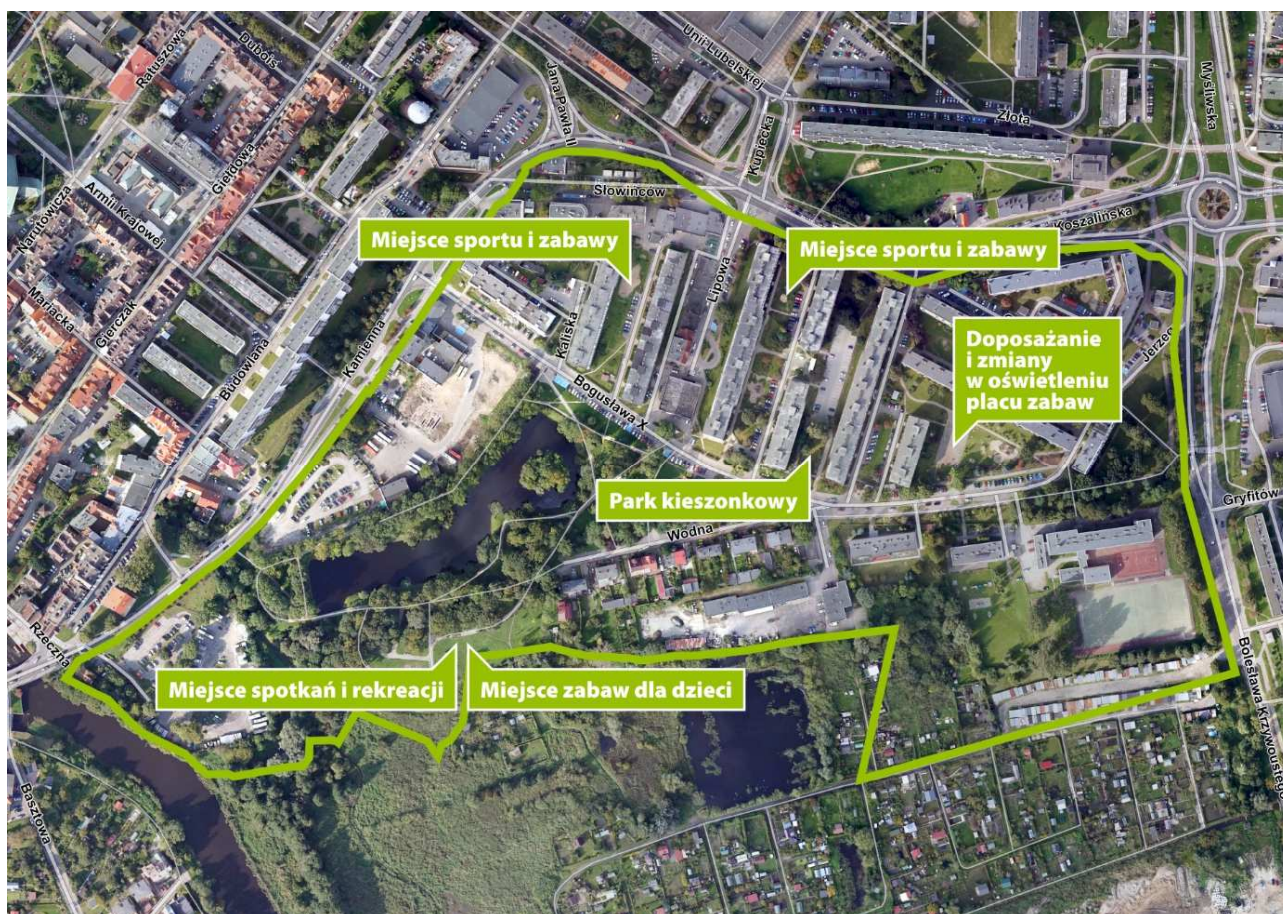 Ratuszowa
Dubois
Unii Lubelskiej
Jana Pawła II
Złota
Myśliwska
Kupiecka
Giełdowa
Słowińców
Koszalińska
Narutowicza
Armii Krajowej
Miejsce sportu i zabawy
Miejsce sportu i zabawy
Lipowa
Mariacka
Gierczak
Kamienna
Kaliska
Budowlana
Doposażanie
i zmiany
w oświetleniu
placu zabaw
Jerzego
Bogusława X
Park kieszonkowy
Gryfitów
Wodna
Rzeczna
Miejsce spotkań i rekreacji
Miejsce zabaw dla dzieci
Bolesława Krzywoustego
Basztowa